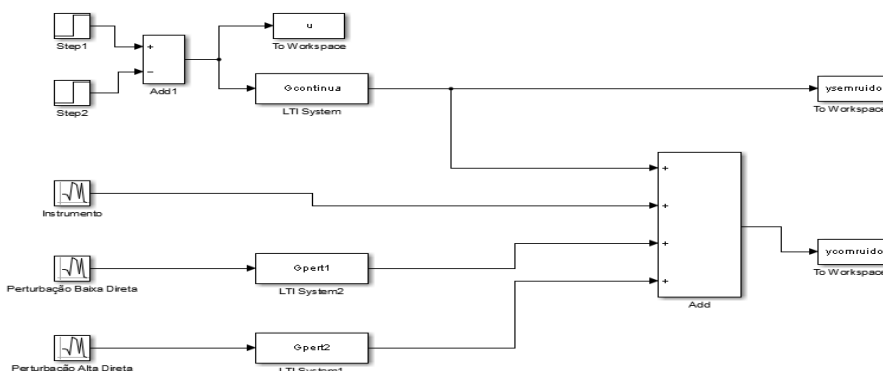 Step1
+
−
Add1
u
To Workspace
Step2
Gcontinua
LTI System
ysemruido
To Workspace
+
+
+
+
Add
Instrumento
Perturbação Baixa Direta
Gpert1
LTI System2
ycomruido
To Workspace
Perturbação Alta Direta
Gpert2
LTI System1